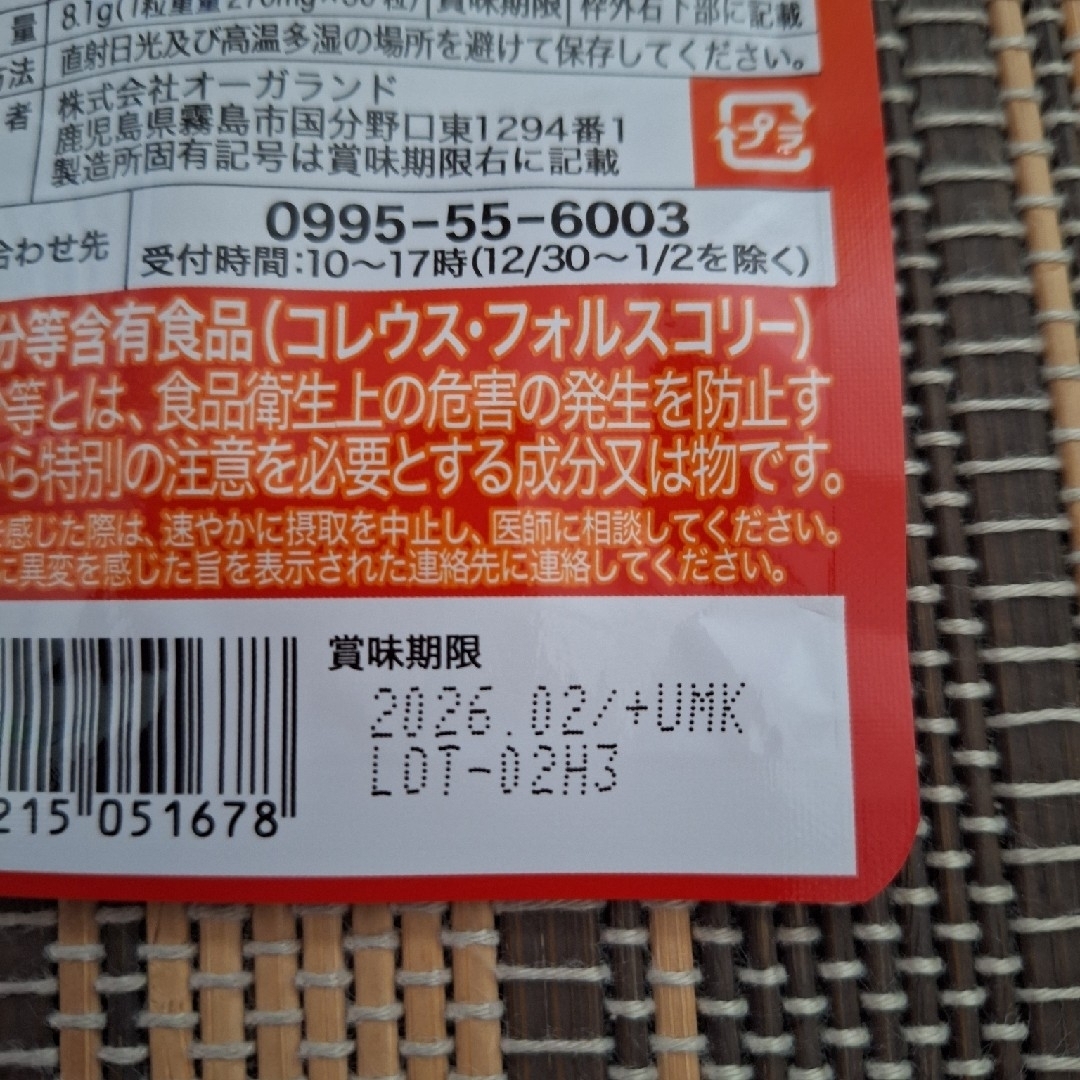 量 8.1g(1粒重量270mg×30粒) 賞味期限 枠外右下部に記載
方法 直射日光及び高温多湿の場所を避けて保存してください。
者 株式会社オーガランド
鹿児島県霧島市国分野口東1294番1
製造所固有記号は賞味期限右に記載
プラ
合わせ先 0995-55-6003
受付時間:10〜17時(12/30〜1/2を除く)
分等含有食品(コレウス・フォルスコリー)
分等とは、食品衛生上の危害の発生を防止す
から特別の注意を必要とする成分又は物です。
を感じた際は、速やかに摂取を中止し、医師に相談してください。
に異変を感じた旨を表示された連絡先に連絡してください。
賞味期限
2026.02/+UMK
LOT-02H3
215 051678